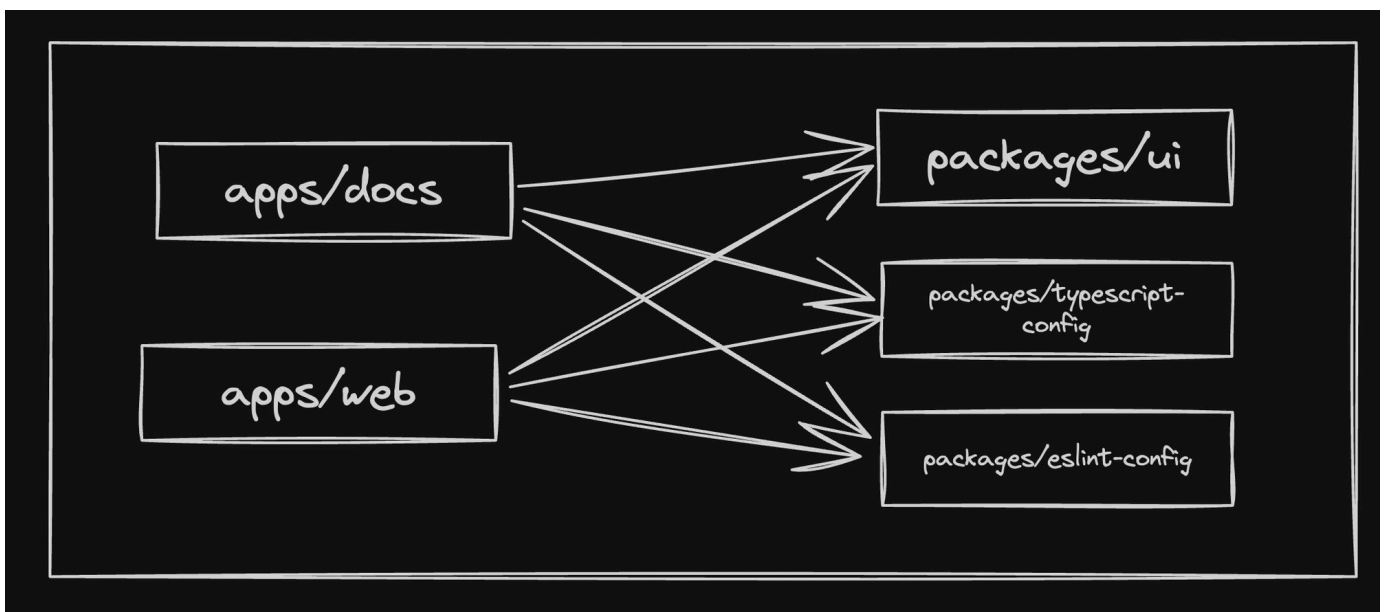 apps/docs
apps/web
packages/ui
packages/typescript-
config
packages/eslint-config